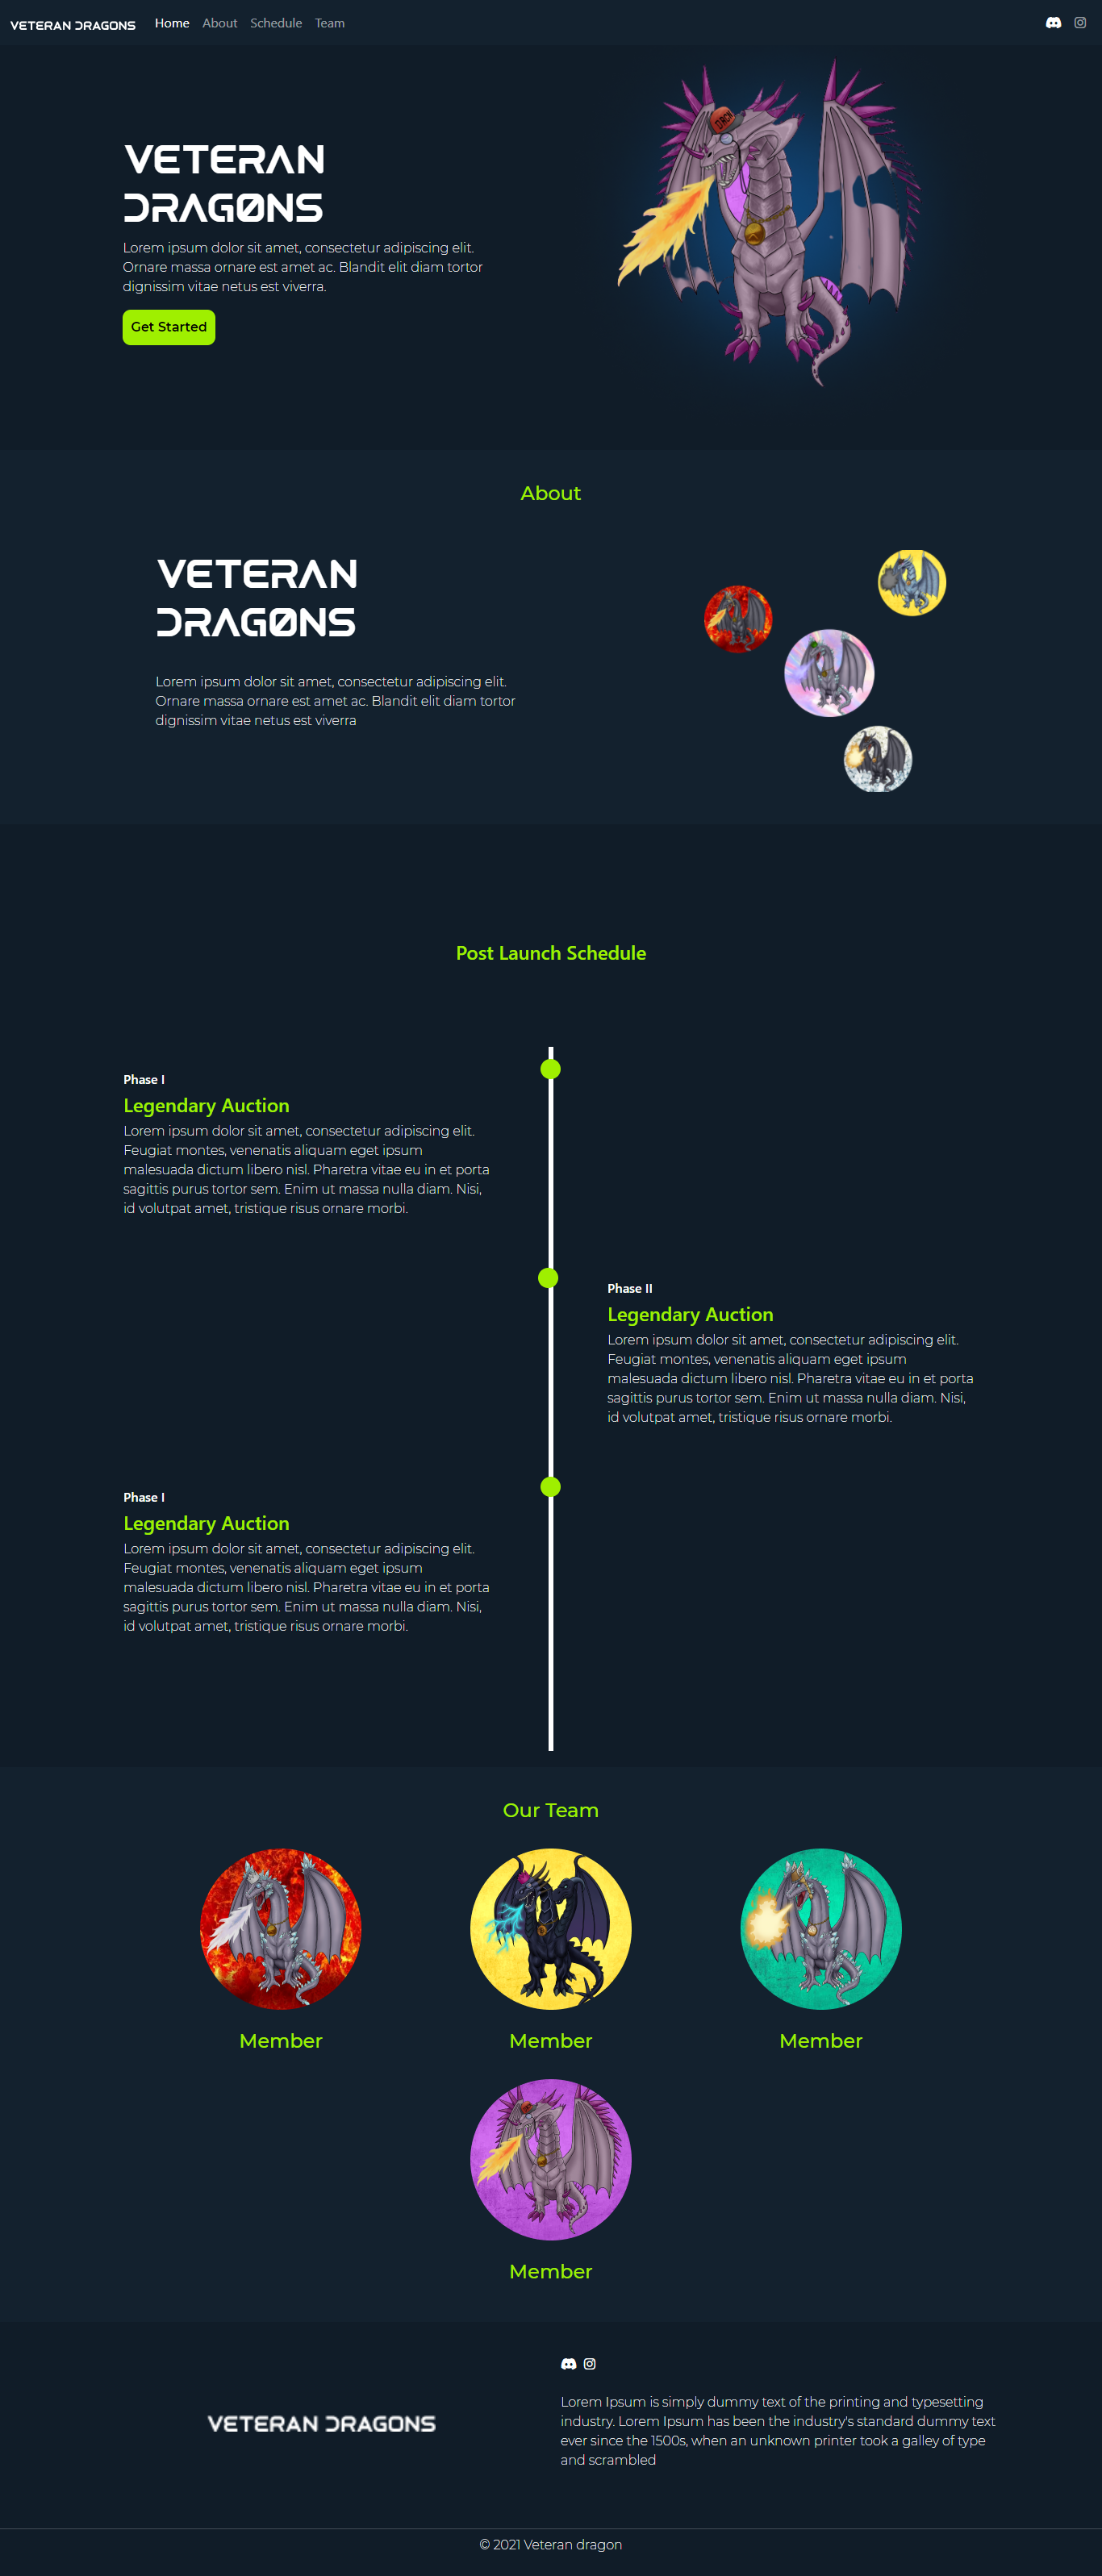 VETERAN DRAGONS
Home About Schedule Team
DRGN
VETERAN
DRAGONS
Lorem ipsum dolor sit amet, consectetur adipiscing elit.
Ornare massa ornare est amet ac. Blandit elit diam tortor
dignissim vitae netus est viverra.
Get Started
About
VETERAN
DRAGONS
Lorem ipsum dolor sit amet, consectetur adipiscing elit.
Ornare massa ornare est amet ac. Blandit elit diam tortor
dignissim vitae netus est viverra
Post Launch Schedule
Phase I
Legendary Auction
Lorem ipsum dolor sit amet, consectetur adipiscing elit.
Feugiat montes, venenatis aliquam eget ipsum
malesuada dictum libero nisl. Pharetra vitae eu in et porta
sagittis purus tortor sem. Enim ut massa nulla diam. Nisi,
id volutpat amet, tristique risus ornare morbi.
Phase II
Legendary Auction
Lorem ipsum dolor sit amet, consectetur adipiscing elit.
Feugiat montes, venenatis aliquam eget ipsum
malesuada dictum libero nisl. Pharetra vitae eu in et porta
sagittis purus tortor sem. Enim ut massa nulla diam. Nisi,
id volutpat amet, tristique risus ornare morbi.
Phase I
Legendary Auction
Lorem ipsum dolor sit amet, consectetur adipiscing elit.
Feugiat montes, venenatis aliquam eget ipsum
malesuada dictum libero nisl. Pharetra vitae eu in et porta
sagittis purus tortor sem. Enim ut massa nulla diam. Nisi,
id volutpat amet, tristique risus ornare morbi.
Our Team
Member
Member
Member
Member
VETERAN DRAGONS
Lorem Ipsum is simply dummy text of the printing and typesetting
industry. Lorem Ipsum has been the industry's standard dummy text
ever since the 1500s, when an unknown printer took a galley of type
and scrambled
© 2021 Veteran dragon